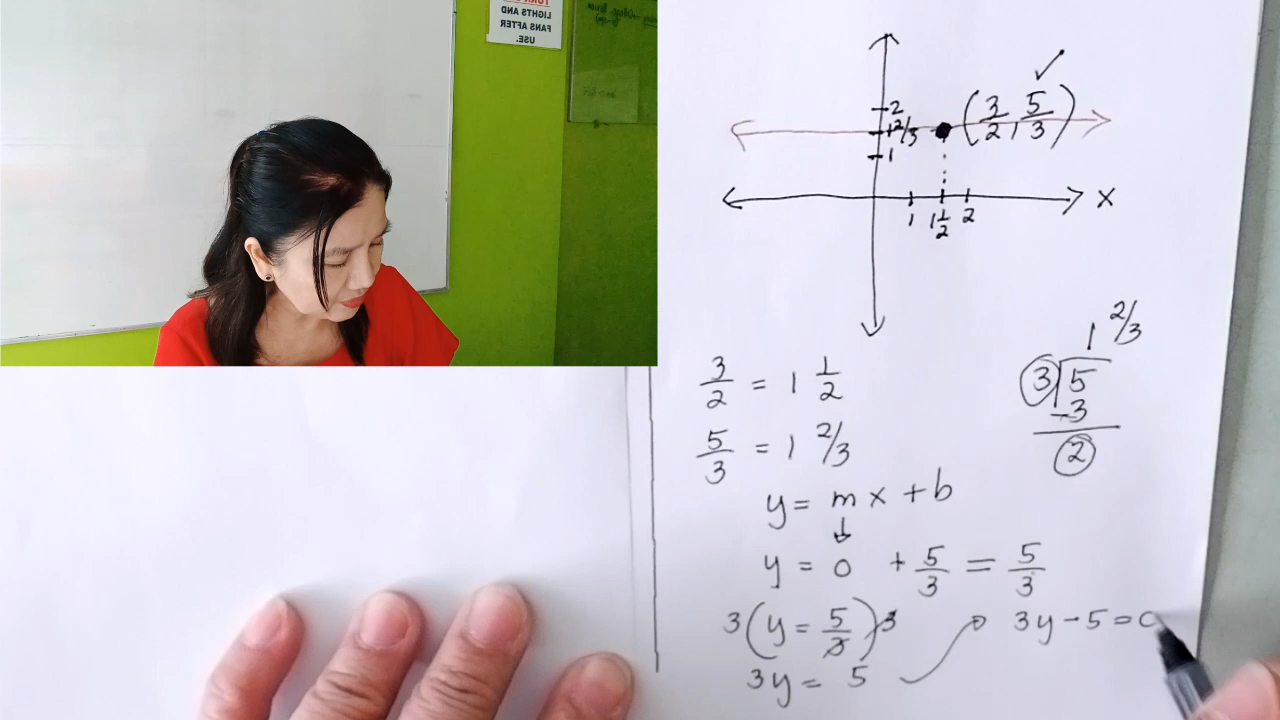 LIGHTS AND
FANS AFTER
USE.
2
1 2/3
1
(3/2, 5/3) ✓
x
1 1 1/2 2
3/2 = 1 1/2
5/3 = 1 2/3
1 2/3
3 5
-3
2
y = mx + b
↓
y = 0 + 5/3 = 5/3
3(y = 5/3)3
3y = 5
3y - 5 = 0